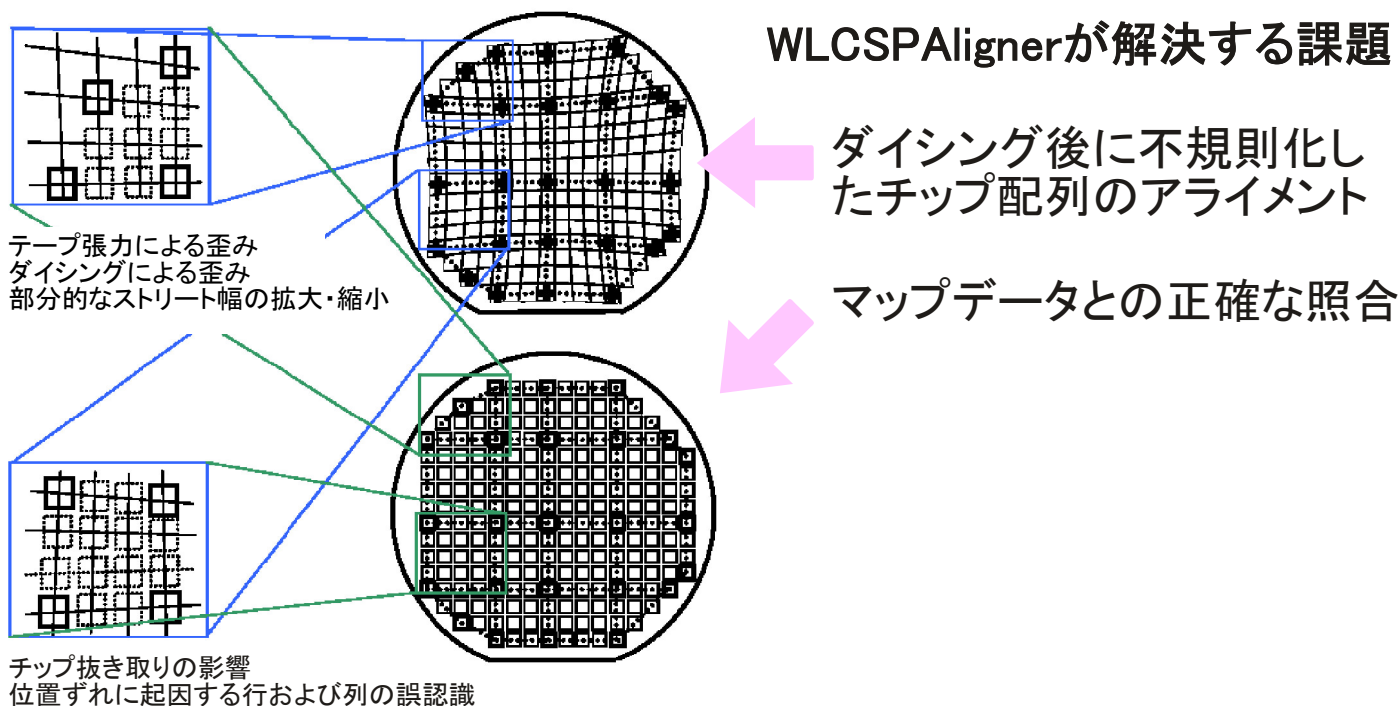 WLCSPAlignerが解決する課題
ダイシング後に不規則化し
たチップ配列のアライメント
マップデータとの正確な照合
テープ張力による歪み
ダイシングによる歪み
部分的なストリート幅の拡大・縮小
チップ抜き取りの影響
位置ずれに起因する行および列の誤認識